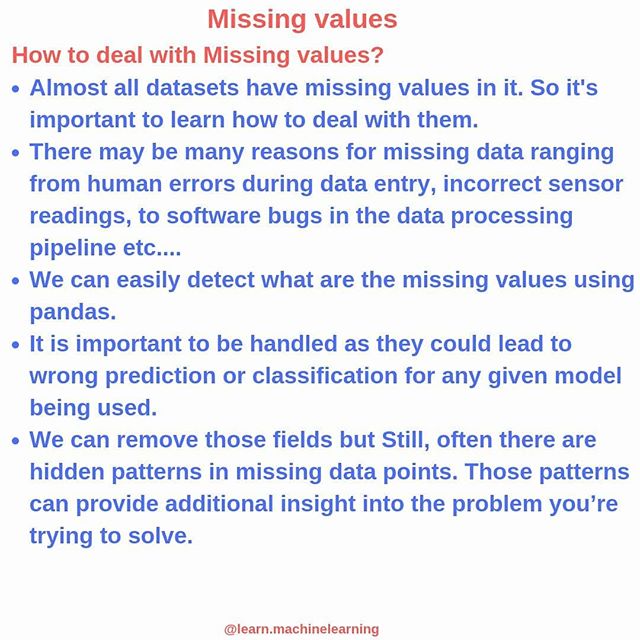 Missing values
How to deal with Missing values?
• Almost all datasets have missing values in it. So it's
important to learn how to deal with them.
• There may be many reasons for missing data ranging
from human errors during data entry, incorrect sensor
readings, to software bugs in the data processing
pipeline etc....
• We can easily detect what are the missing values using
pandas.
• It is important to be handled as they could lead to
wrong prediction or classification for any given model
being used.
• We can remove those fields but Still, often there are
hidden patterns in missing data points. Those patterns
can provide additional insight into the problem you’re
trying to solve.
@learn.machinelearning